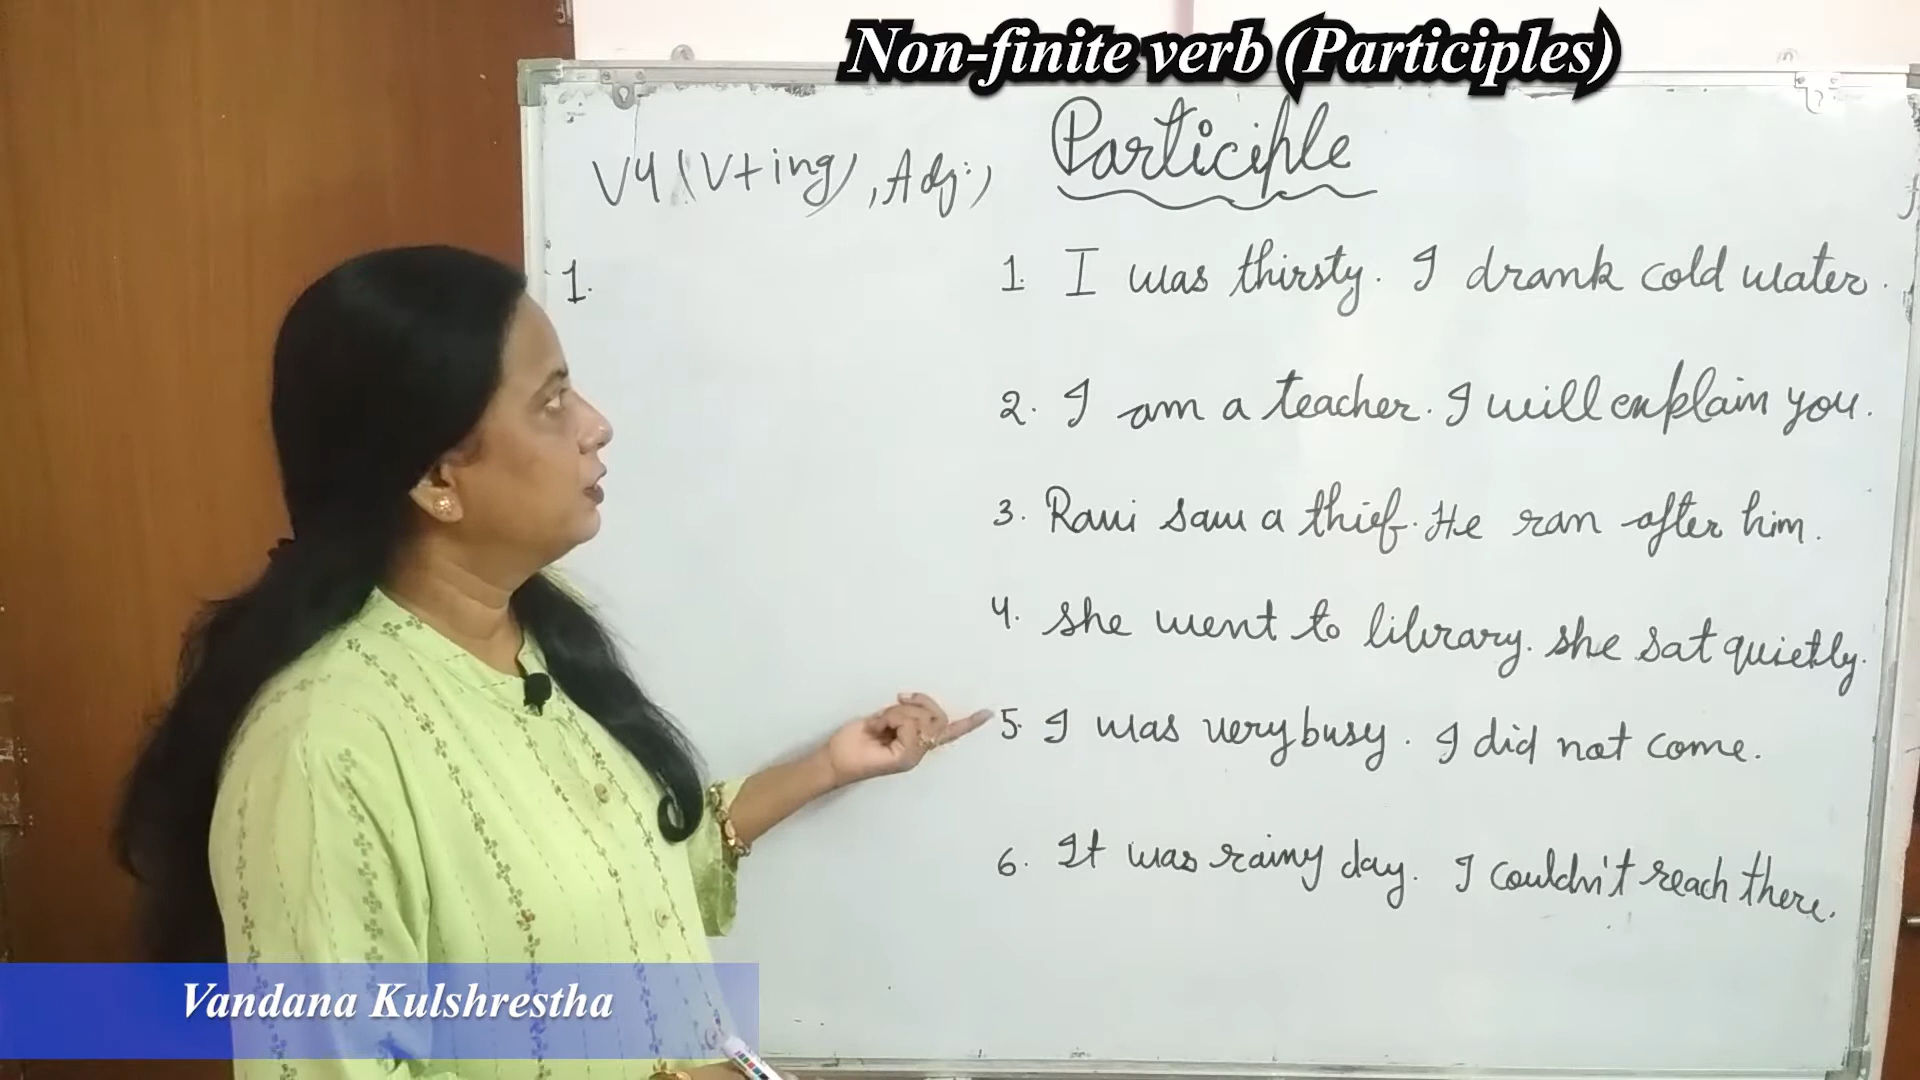 Non-finite verb (Participles)
Participle
V4 (V+ing), Adj:)
1.
1. I was thirsty. I drank cold water.
2. I am a teacher. I will explain you.
3. Ravi saw a thief. He ran after him.
4. she went to library. she sat quietly.
5. I was very busy. I did not come.
6. It was rainy day. I couldn't reach there.
Vandana Kulshrestha